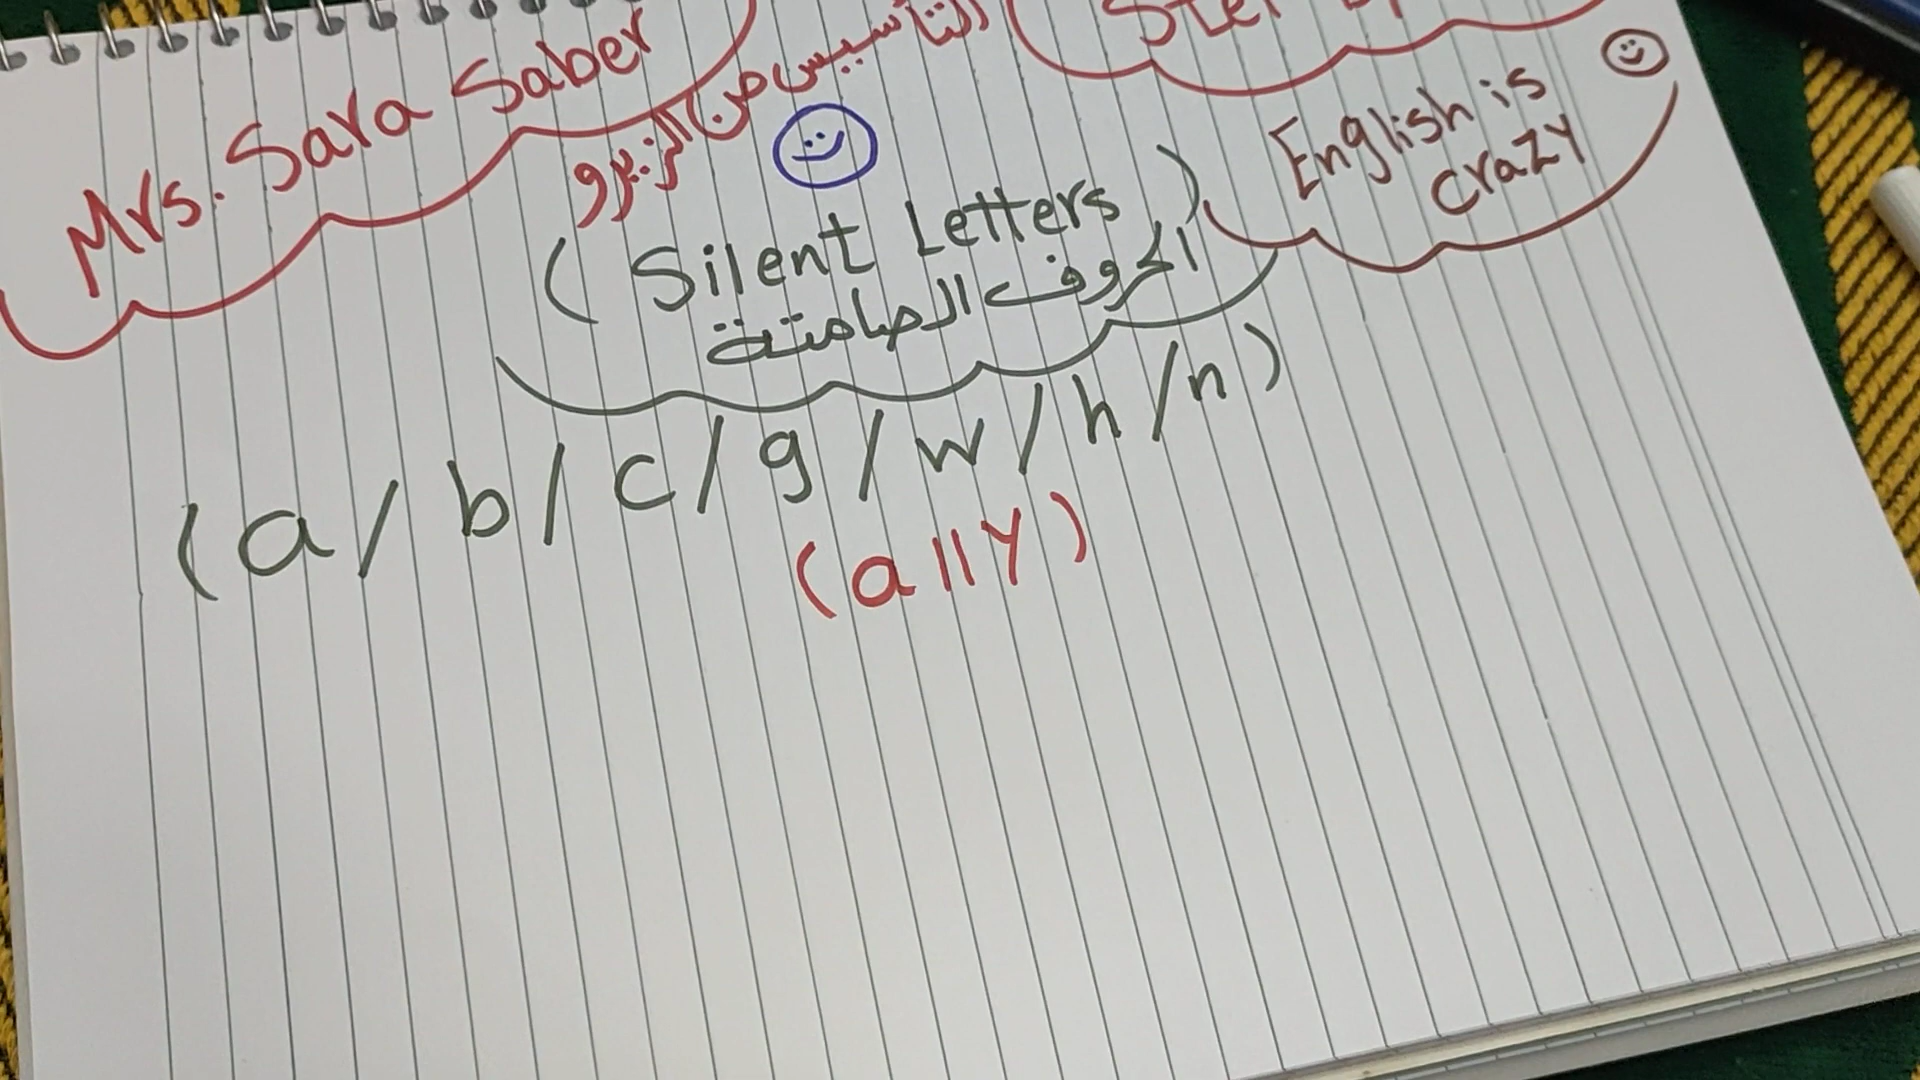 Mrs. Sara Saber
التأسيس من الزيرو
English is
crazy
( Silent Letters )
الحروف الصامتة
( a / b / c / g / w / h / n )
( ally )